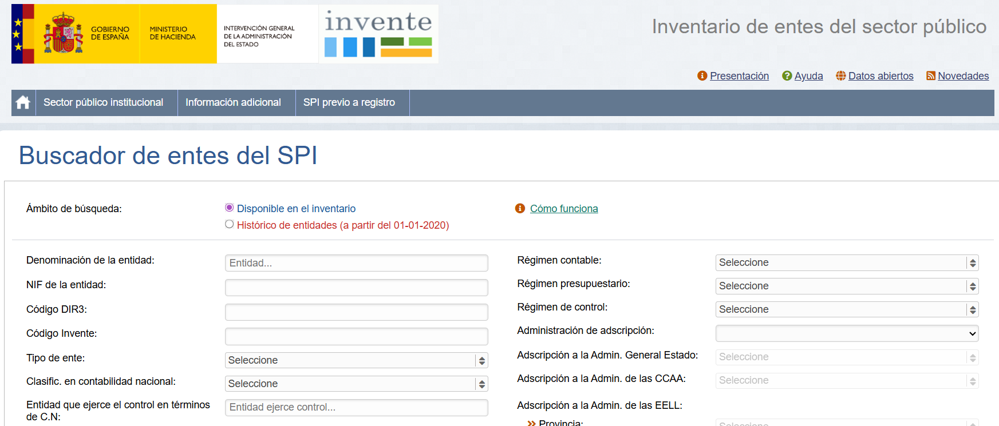 GOBIERNO
DE ESPAÑA
MINISTERIO
DE HACIENDA
INTERVENCIÓN GENERAL
DE LA ADMINISTRACIÓN
DEL ESTADO
invente
Inventario de entes del sector público
Presentación Ayuda Datos abiertos Novedades
Sector público institucional Información adicional SPI previo a registro
Buscador de entes del SPI
Ámbito de búsqueda:
Disponible en el inventario
Histórico de entidades (a partir del 01-01-2020)
Cómo funciona
Denominación de la entidad: Entidad...
NIF de la entidad:
Código DIR3:
Código Invente:
Tipo de ente: Seleccione
Clasific. en contabilidad nacional: Seleccione
Entidad que ejerce el control en términos
de C.N: Entidad ejerce control...
Régimen contable: Seleccione
Régimen presupuestario: Seleccione
Régimen de control: Seleccione
Administración de adscripción:
Adscripción a la Admin. General Estado: Seleccione
Adscripción a la Admin. de las CCAA: Seleccione
Adscripción a la Admin. de las EELL:
Provincia: Seleccione